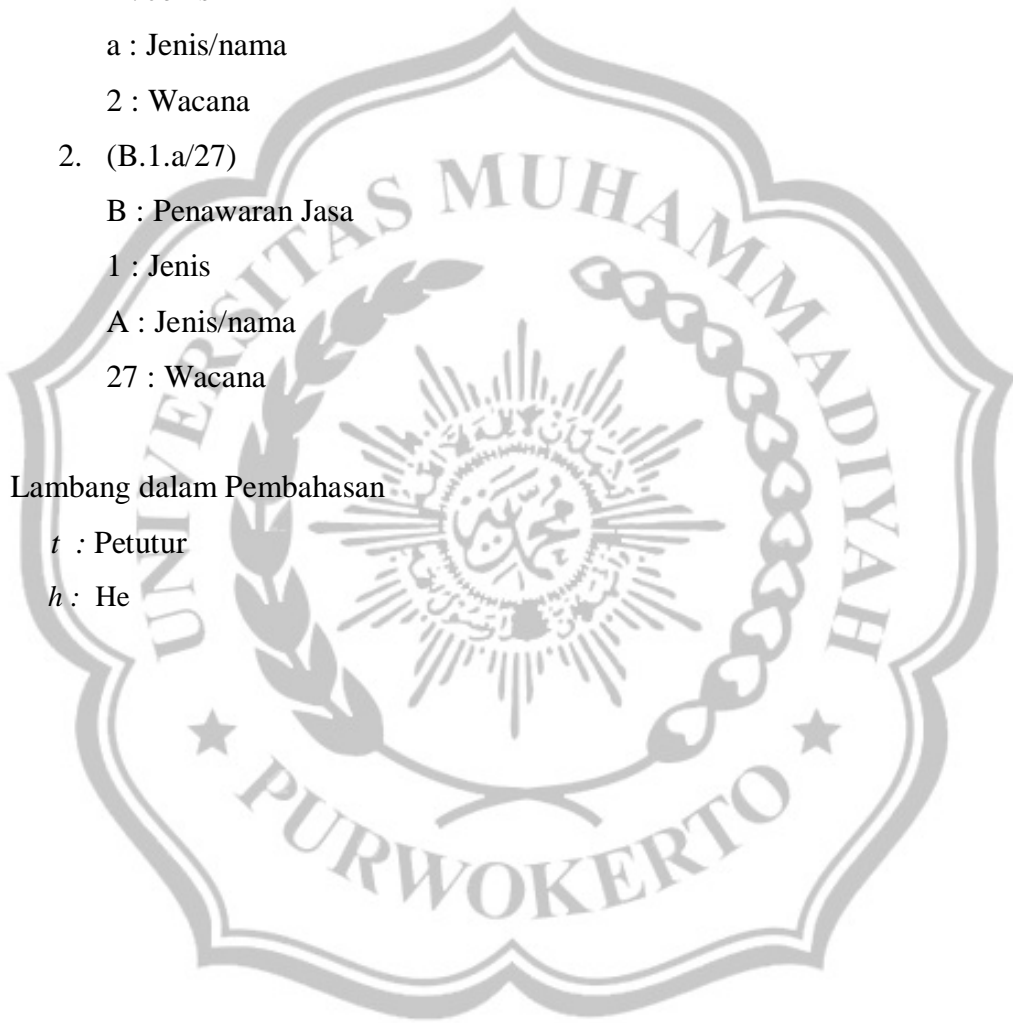 a : Jenis/nama
2 : Wacana
2. (B.1.a/27)
B : Penawaran Jasa
1 : Jenis
A : Jenis/nama
27 : Wacana
Lambang dalam Pembahasan
t : Petutur
h : He
UNIVERSITAS MUHAMMADIYAH
PURWOKERTO